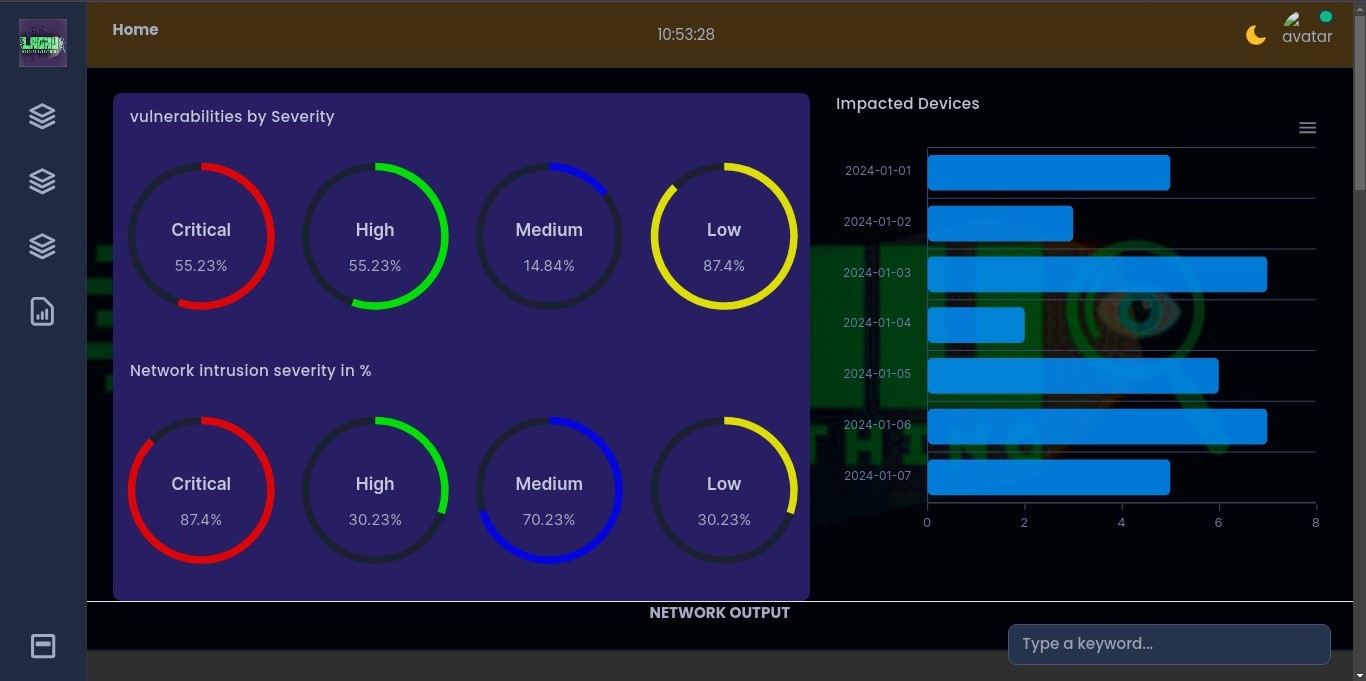 Home
10:53:28
avatar
vulnerabilities by Severity
Critical
55.23%
High
55.23%
Medium
14.84%
Low
87.4%
Network intrusion severity in %
Critical
87.4%
High
30.23%
Medium
70.23%
Low
30.23%
Impacted Devices
2024-01-01
2024-01-02
2024-01-03
2024-01-04
2024-01-05
2024-01-06
2024-01-07
0 2 4 6 8
THING
NETWORK OUTPUT
Type a keyword...